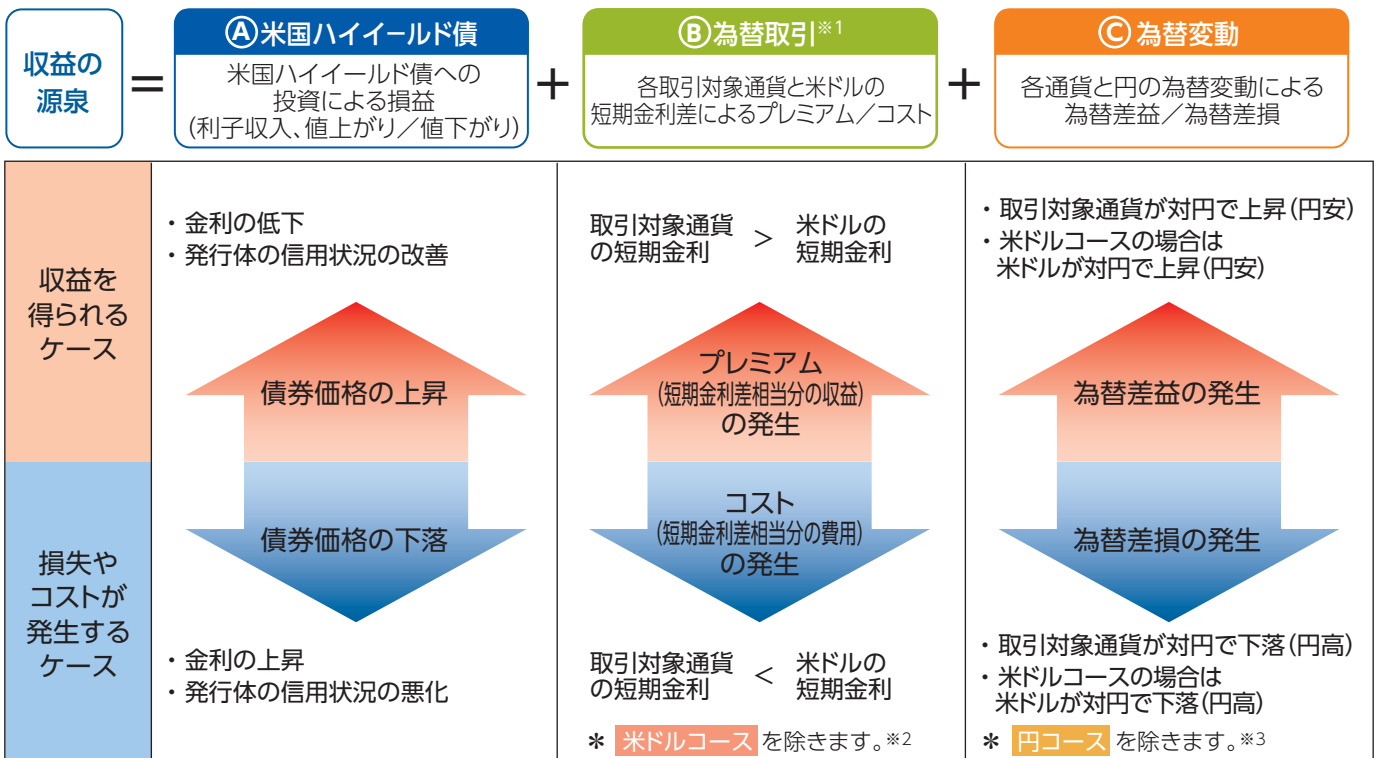 収益の
源泉
=
Ⓐ米国ハイイールド債
米国ハイイールド債への
投資による損益
(利子収入、値上がり／値下がり)
+
Ⓑ為替取引※1
各取引対象通貨と米ドルの
短期金利差によるプレミアム／コスト
+
Ⓒ為替変動
各通貨と円の為替変動による
為替差益／為替差損
収益を
得られる
ケース
・金利の低下
・発行体の信用状況の改善
債券価格の上昇
取引対象通貨
の短期金利
＞
米ドルの
短期金利
プレミアム
(短期金利差相当分の収益)
の発生
・取引対象通貨が対円で上昇(円安)
・米ドルコースの場合は
米ドルが対円で上昇(円安)
為替差益の発生
損失や
コストが
発生する
ケース
債券価格の下落
・金利の上昇
・発行体の信用状況の悪化
コスト
(短期金利差相当分の費用)
の発生
取引対象通貨
の短期金利
＜
米ドルの
短期金利
＊ 米ドルコース を除きます。※2
為替差損の発生
・取引対象通貨が対円で下落(円高)
・米ドルコースの場合は
米ドルが対円で下落(円高)
＊ 円コース を除きます。※3